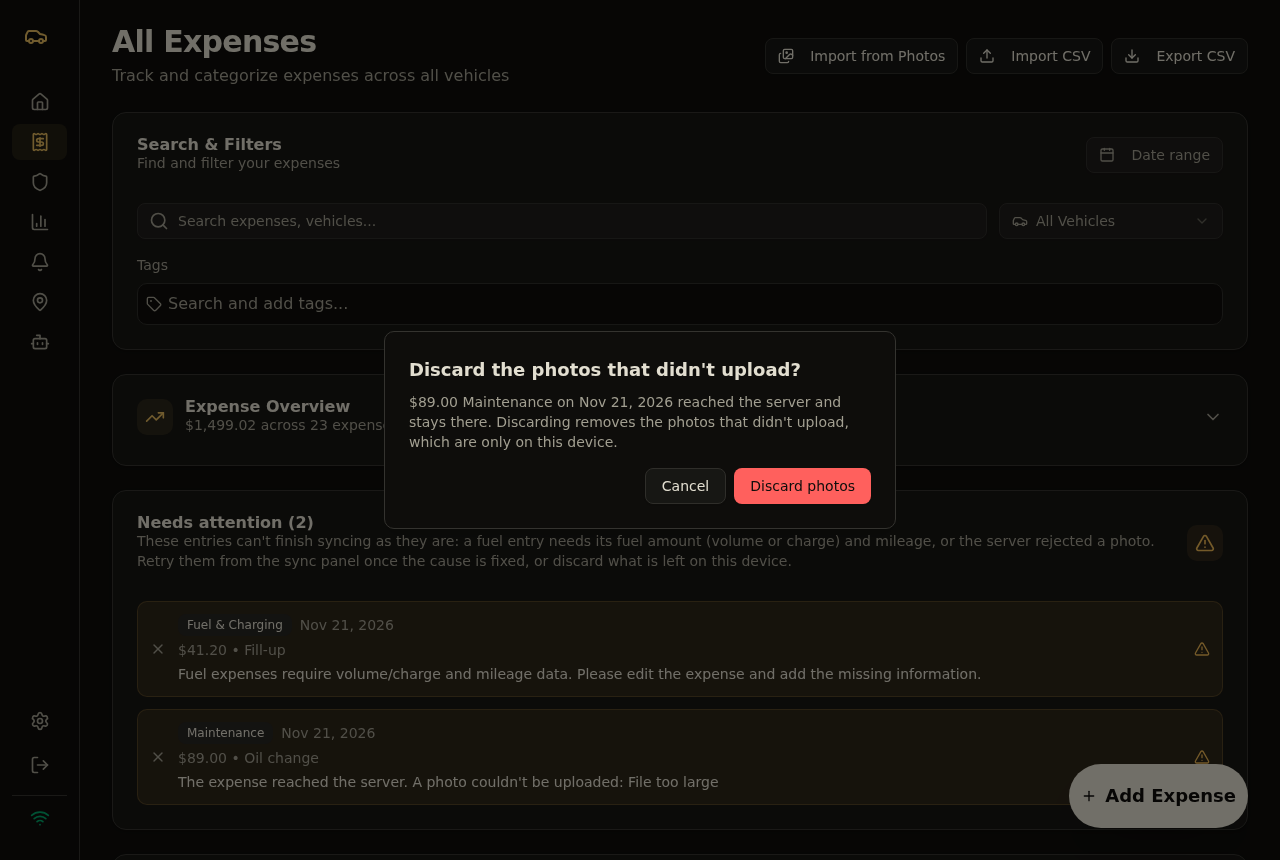 All Expenses
Track and categorize expenses across all vehicles
Import from Photos
Import CSV
Export CSV
Search & Filters
Find and filter your expenses
Date range
Search expenses, vehicles...
All Vehicles
Tags
Search and add tags...
Discard the photos that didn't upload?
$89.00 Maintenance on Nov 21, 2026 reached the server and
stays there. Discarding removes the photos that didn't upload,
which are only on this device.
Cancel
Discard photos
Expense Overview
$1,499.02 across 23
Needs attention (2)
These entries can't finish syncing as they are: a fuel entry needs its fuel amount (volume or charge) and mileage, or the server rejected a photo.
Retry them from the sync panel once the cause is fixed, or discard what is left on this device.
Fuel & Charging
Nov 21, 2026
$41.20 • Fill-up
Fuel expenses require volume/charge and mileage data. Please edit the expense and add the missing information.
Maintenance
Nov 21, 2026
$89.00 • Oil change
The expense reached the server. A photo couldn't be uploaded: File too large
+ Add Expense